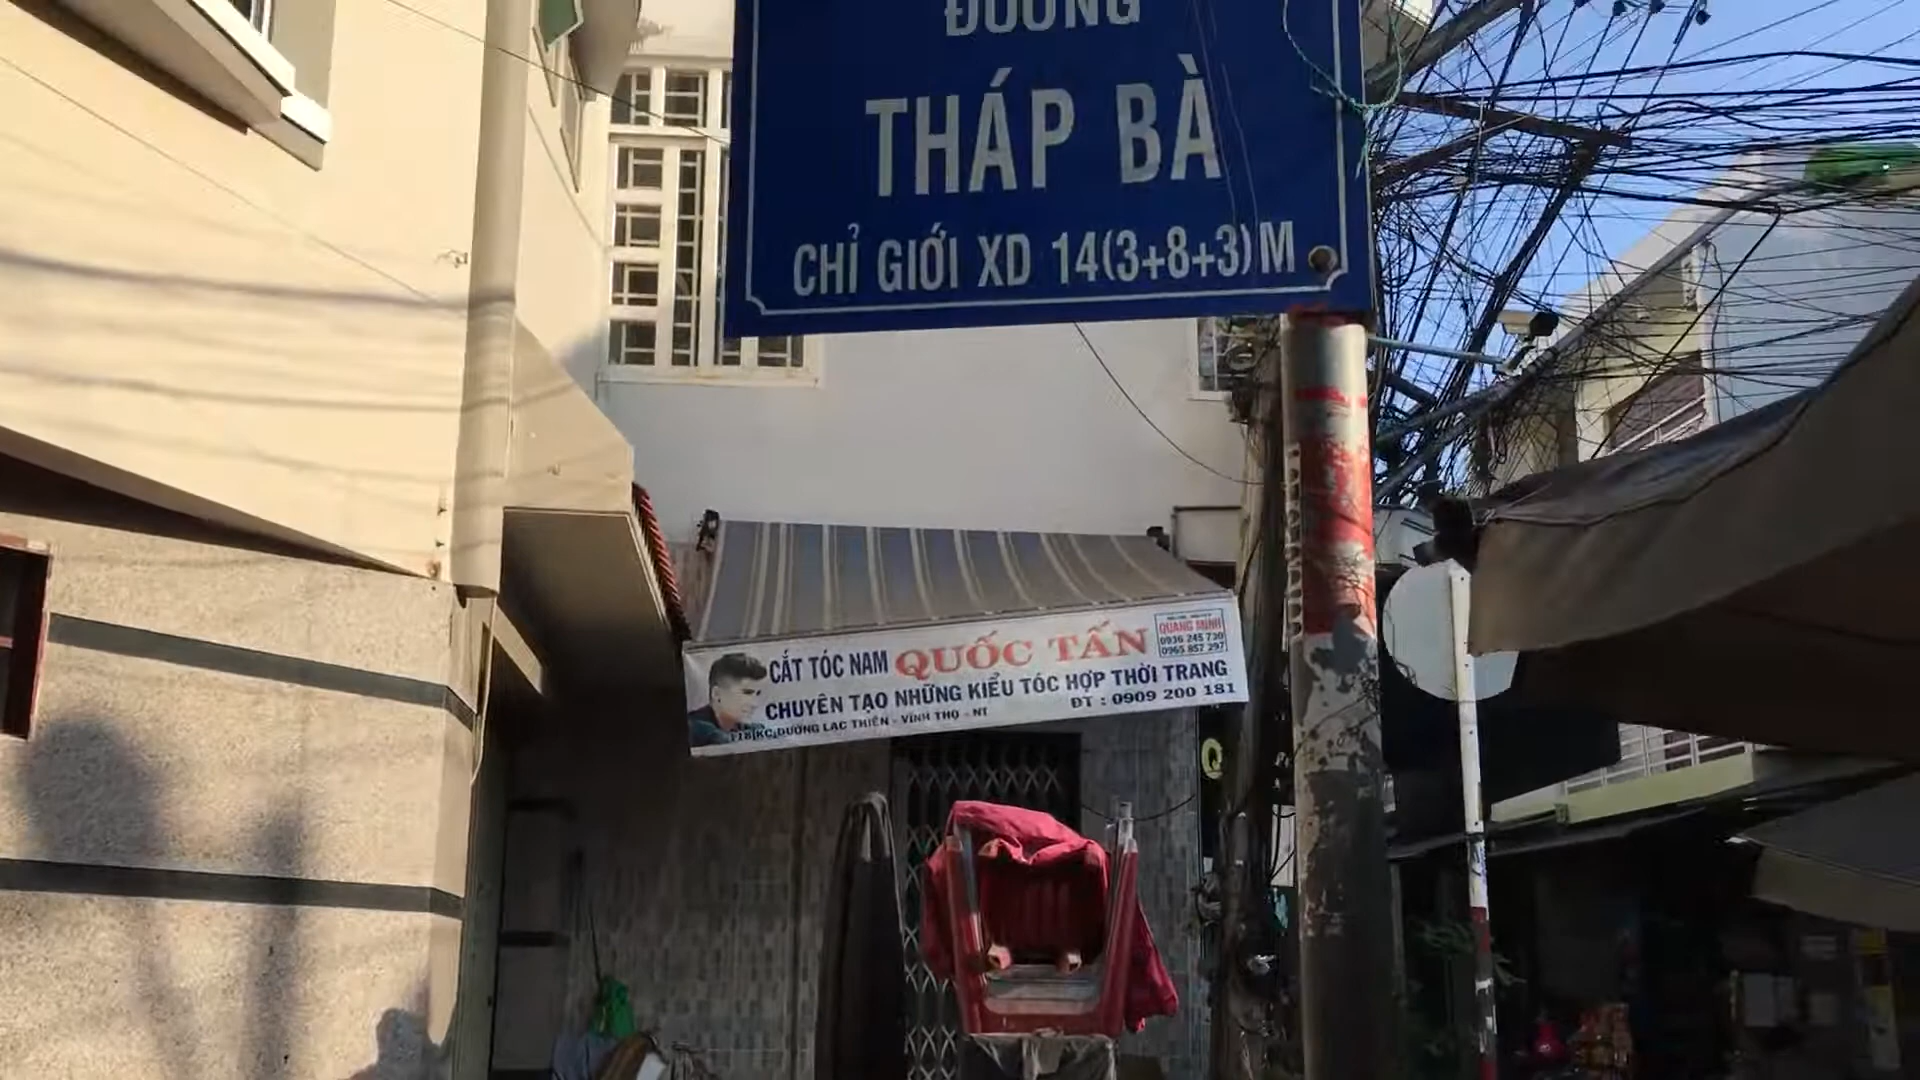 ĐƯỜNG
THÁP BÀ
CHỈ GIỚI XD 14(3+8+3)M
CẮT TÓC NAM QUỐC TẤN
QUANG MINH
0936 245 730
0965 857 297
CHUYÊN TẠO NHỮNG KIỂU TÓC HỢP THỜI TRANG
ĐT : 0909 200 181
DƯƠNG LẠC THIỆN - VĨNH THỌ - NT
Q